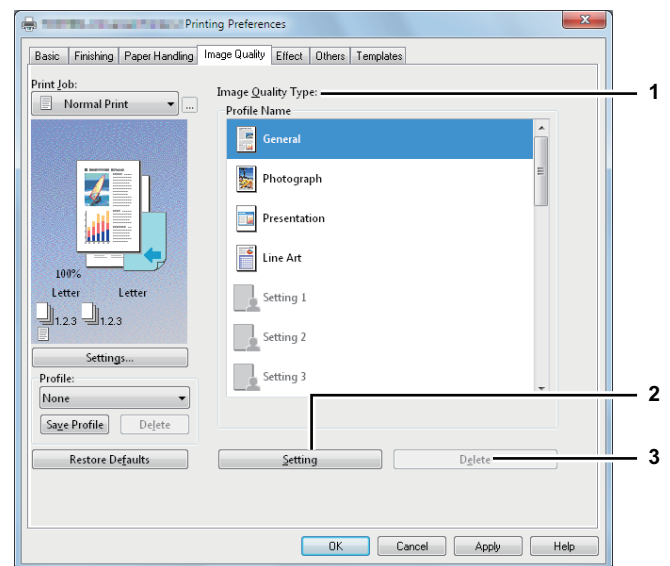 Printing Preferences
Basic Finishing Paper Handling Image Quality Effect Others Templates
Print Job:
Normal Print ...
100%
Letter Letter
1.2.3 1.2.3
Settings...
Profile:
None
Save Profile Delete
Restore Defaults
Image Quality Type: 1
Profile Name
General
Photograph
Presentation
Line Art
Setting 1
Setting 2
Setting 3
2
Setting Delete 3
OK Cancel Apply Help